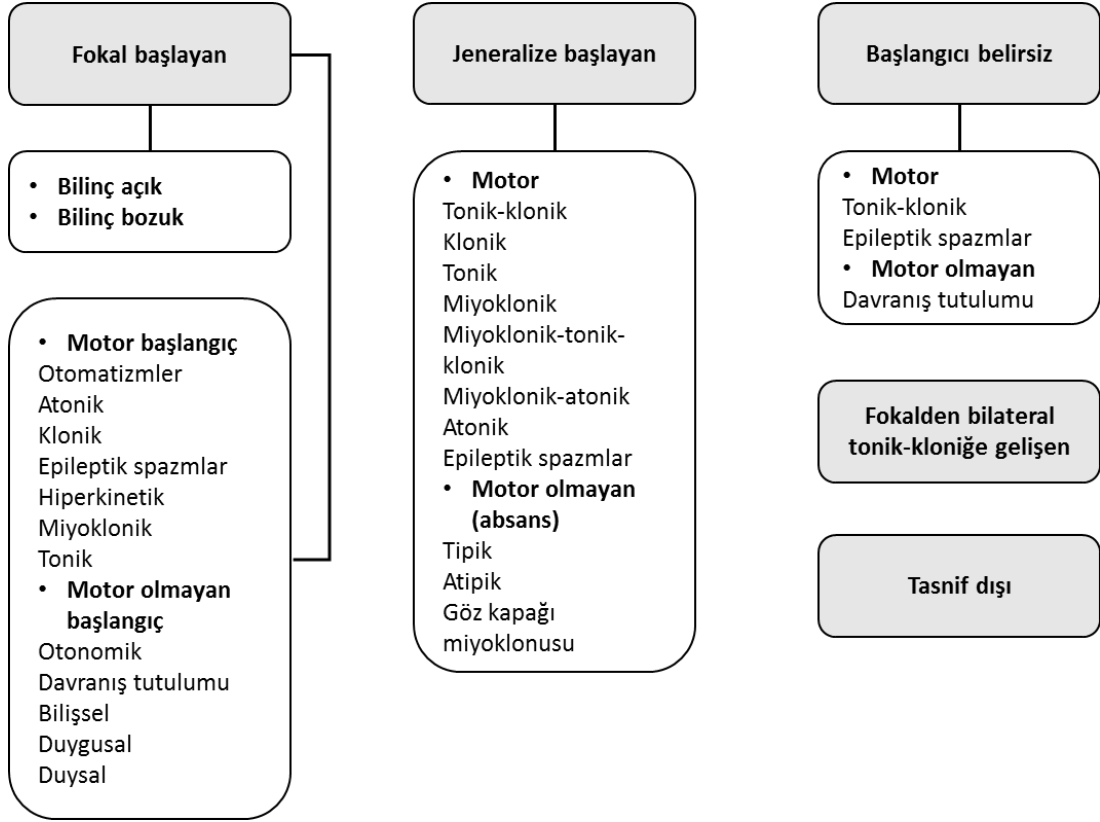 Fokal başlayan
• Bilinç açık
• Bilinç bozuk
• Motor başlangıç
Otomatizmler
Atonik
Klonik
Epileptik spazmlar
Hiperkinetik
Miyoklonik
Tonik
• Motor olmayan
başlangıç
Otonomik
Davranış tutulumu
Bilişsel
Duygusal
Duysal
Jeneralize başlayan
• Motor
Tonik-klonik
Klonik
Tonik
Miyoklonik
Miyoklonik-tonik-
klonik
Miyoklonik-atonik
Atonik
Epileptik spazmlar
• Motor olmayan
(absans)
Tipik
Atipik
Göz kapağı
miyoklonusu
Başlangıcı belirsiz
• Motor
Tonik-klonik
Epileptik spazmlar
• Motor olmayan
Davranış tutulumu
Fokalden bilateral
tonik-kloniğe gelişen
Tasnif dışı